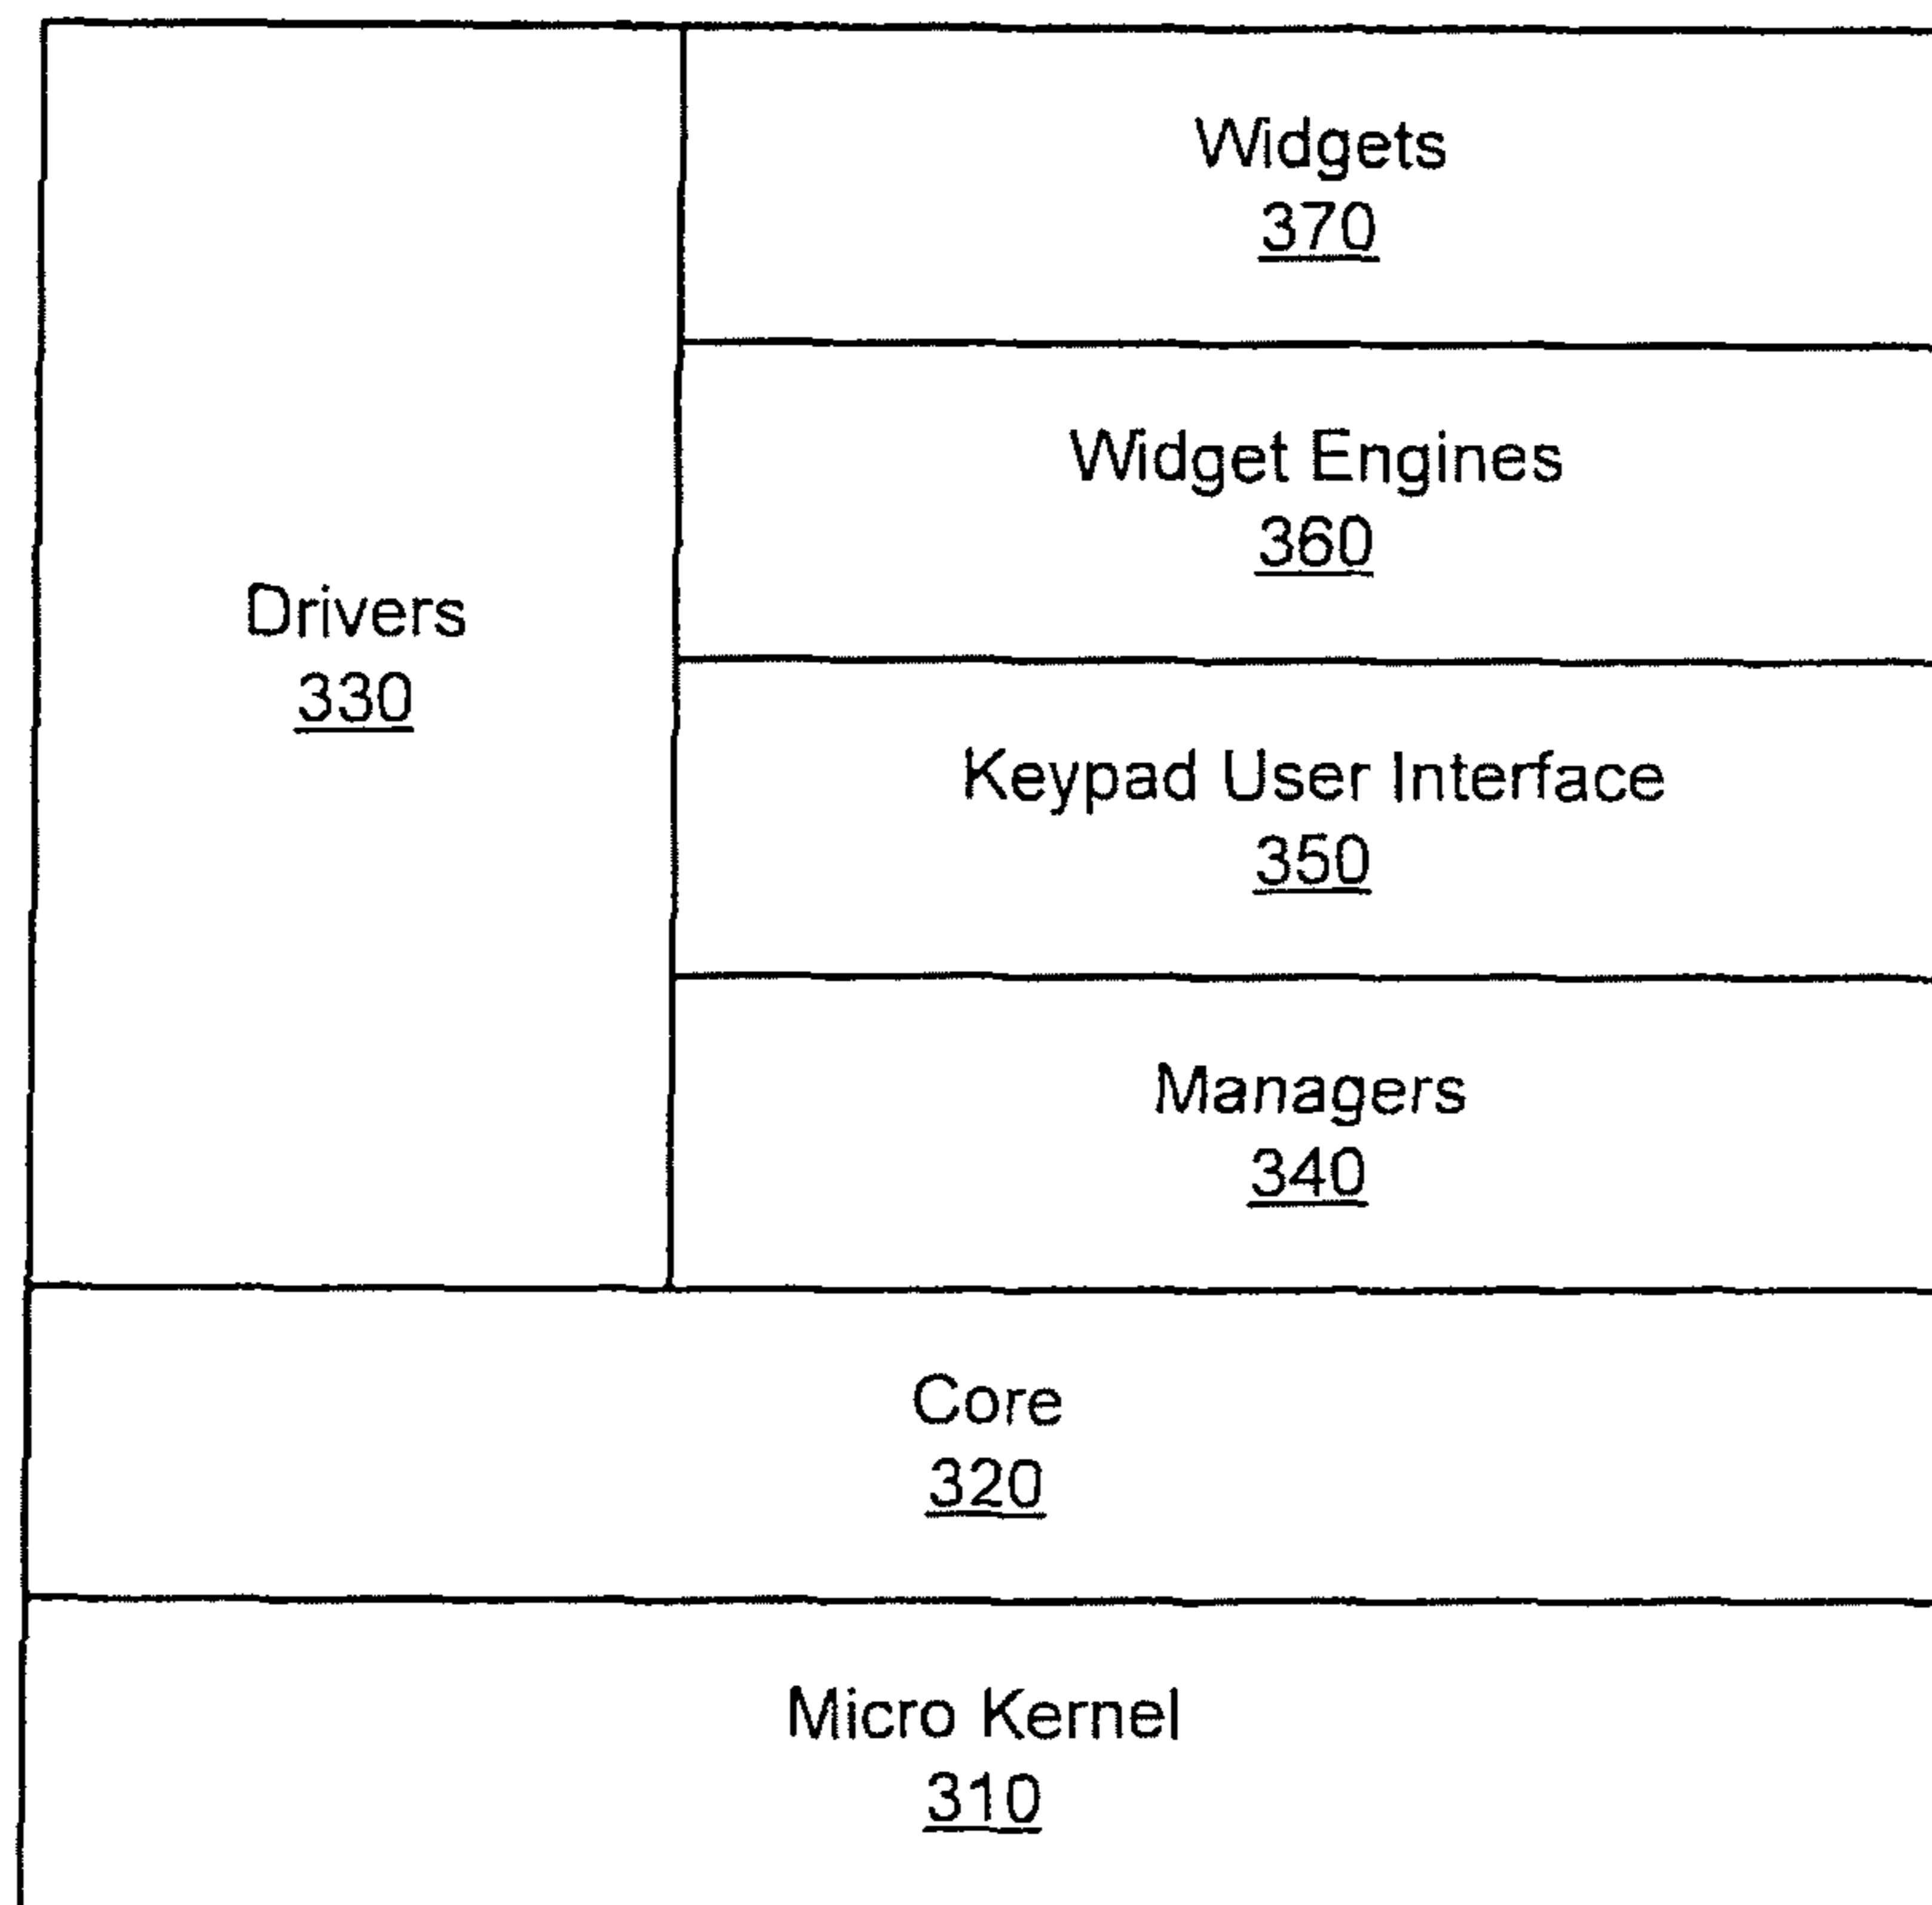 Widgets
370
Widget Engines
360
Drivers
330
Keypad User Interface
350
Managers
340
Core
320
Micro Kernel
310